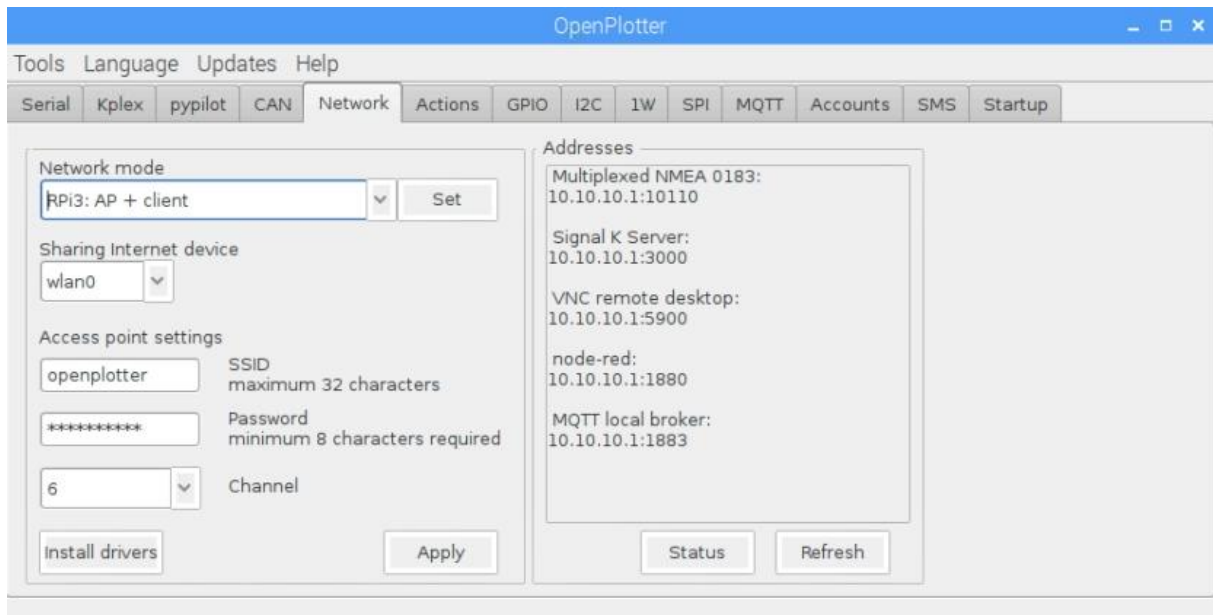 OpenPlotter
Tools Language Updates Help
Serial Kplex pypilot CAN Network Actions GPIO I2C 1W SPI MQTT Accounts SMS Startup
Network mode
RPi3: AP + client
Set
Sharing Internet device
wlan0
Access point settings
openplotter
SSID
maximum 32 characters
**********
Password
minimum 8 characters required
6
Channel
Install drivers
Apply
Addresses
Multiplexed NMEA 0183:
10.10.10.1:10110
Signal K Server:
10.10.10.1:3000
VNC remote desktop:
10.10.10.1:5900
node-red:
10.10.10.1:1880
MQTT local broker:
10.10.10.1:1883
Status
Refresh